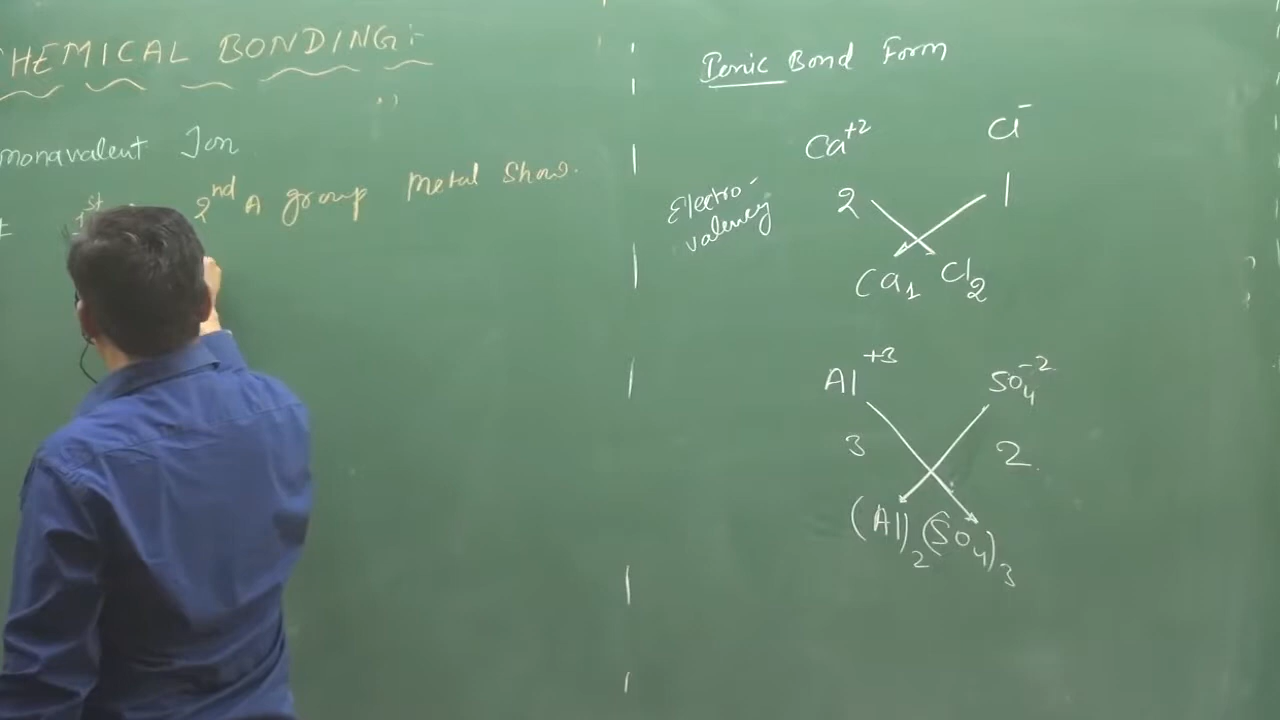 HEMICAL BONDING:-
monavalent Ion
1st 2nd A group Metal Show.
Ionic Bond Form
Ca+2 Cl-
Electro-
valency
2 1
Ca1 Cl2
Al+3 SO4-2
3 2
(Al)2(SO4)3